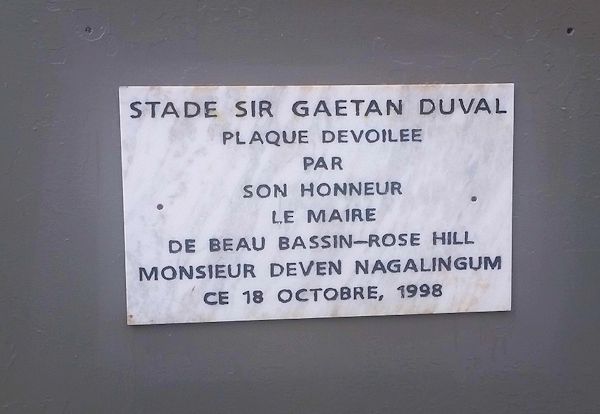 STADE SIR GAETAN DUVAL
PLAQUE DEVOILEE
PAR
SON HONNEUR
LE MAIRE
DE BEAU BASSIN-ROSE HILL
MONSIEUR DEVEN NAGALINGUM
CE 18 OCTOBRE, 1998